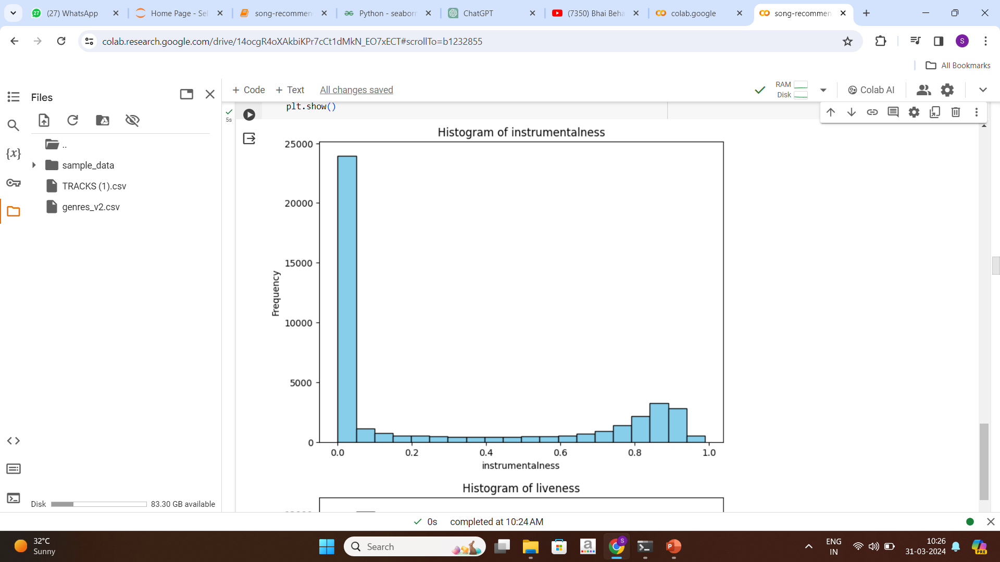 (27) WhatsApp
Home Page - Sel
song-recommen
Python - seaborn
ChatGPT
(7350) Bhai Beha
colab.google
song-recommen
colab.research.google.com/drive/14ocgR4oXAkbiKPr7cCt1dMkN_EO7xECT#scrollTo=b1232855
S
All Bookmarks
Files
+ Code + Text All changes saved
RAM
Disk
Colab AI
..
sample_data
TRACKS (1).csv
genres_v2.csv
Disk 83.30 GB available
5s
plt.show()
Histogram of instrumentalness
25000
20000
15000
10000
5000
0
Frequency
0.0 0.2 0.4 0.6 0.8 1.0
instrumentalness
Histogram of liveness
0s completed at 10:24 AM
32°C
Sunny
Search
ENG
IN
10:26
31-03-2024
PRE